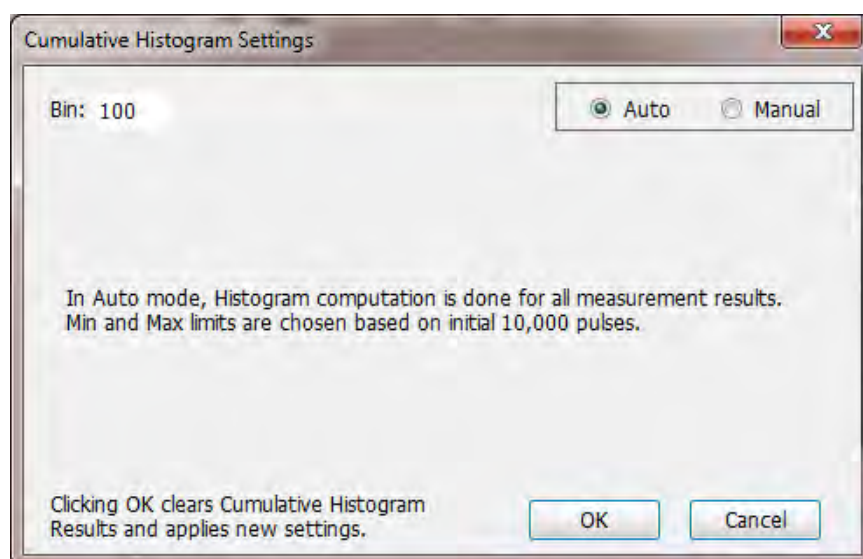 Cumulative Histogram Settings
Bin: 100
Auto Manual
In Auto mode, Histogram computation is done for all measurement results.
Min and Max limits are chosen based on initial 10,000 pulses.
Clicking OK clears Cumulative Histogram
Results and applies new settings.
OK Cancel